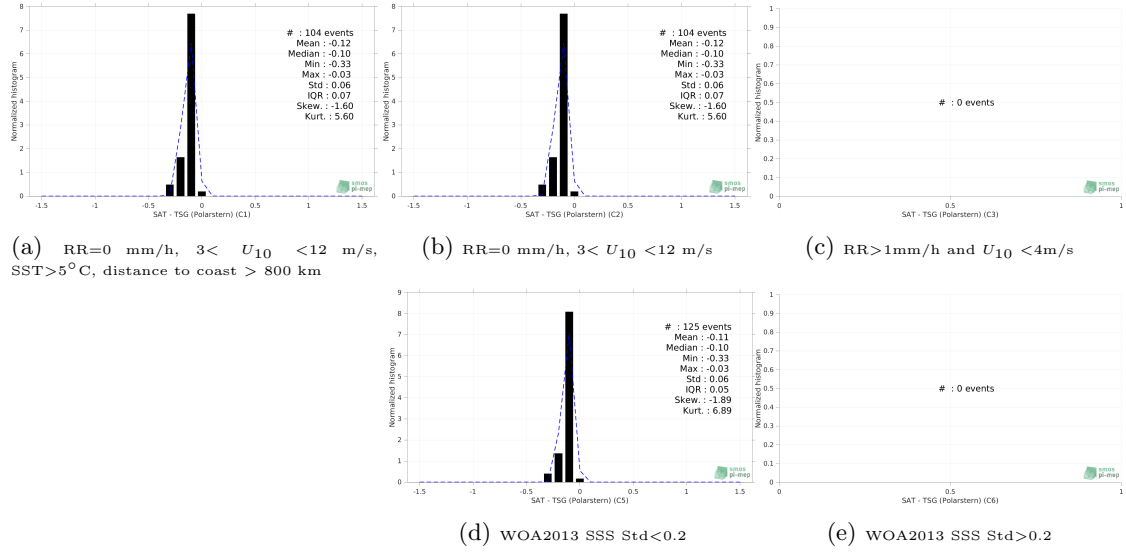 8
7
6
5
4
3
2
1
0
Normalized histogram
# : 104 events
Mean : -0.12
Median : -0.10
Min : -0.33
Max : -0.03
Std : 0.06
IQR : 0.07
Skew. : -1.60
Kurt. : 5.60
smos
pi-mep
-1.5 -1 -0.5 0 0.5 1 1.5
SAT - TSG (Polarstern) (C1)
(a) RR=0 mm/h, 3< U10 <12 m/s,
SST>5°C, distance to coast > 800 km
8
7
6
5
4
3
2
1
0
Normalized histogram
# : 104 events
Mean : -0.12
Median : -0.10
Min : -0.33
Max : -0.03
Std : 0.06
IQR : 0.07
Skew. : -1.60
Kurt. : 5.60
smos
pi-mep
-1.5 -1 -0.5 0 0.5 1 1.5
SAT - TSG (Polarstern) (C2)
(b) RR=0 mm/h, 3< U10 <12 m/s
1
0.9
0.8
0.7
0.6
0.5
0.4
0.3
0.2
0.1
0
Normalized histogram
# : 0 events
smos
pi-mep
0 0.5 1
SAT - TSG (Polarstern) (C3)
(c) RR>1mm/h and U10 <4m/s
9
8
7
6
5
4
3
2
1
0
Normalized histogram
# : 125 events
Mean : -0.11
Median : -0.10
Min : -0.33
Max : -0.03
Std : 0.06
IQR : 0.05
Skew. : -1.89
Kurt. : 6.89
smos
pi-mep
-1.5 -1 -0.5 0 0.5 1 1.5
SAT - TSG (Polarstern) (C5)
(d) WOA2013 SSS Std<0.2
1
0.9
0.8
0.7
0.6
0.5
0.4
0.3
0.2
0.1
0
Normalized histogram
# : 0 events
smos
pi-mep
0 0.5 1
SAT - TSG (Polarstern) (C6)
(e) WOA2013 SSS Std>0.2